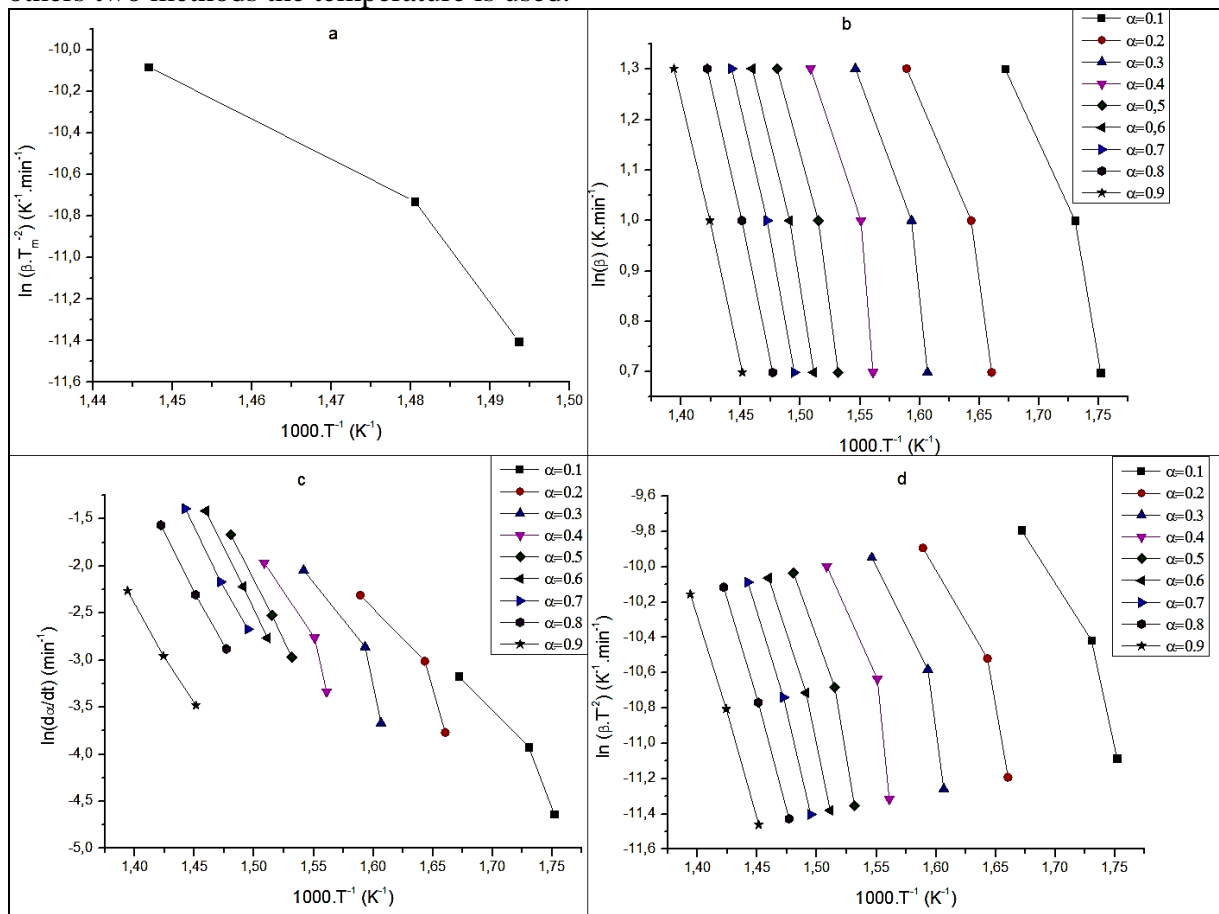 others two methods the temperature is used.
a
-10,0
-10,2
-10,4
-10,6
-10,8
-11,0
-11,2
-11,4
-11,6
ln (β.Tm-2) (K-1.min-1)
1,44
1,45
1,46
1,47
1,48
1,49
1,50
1000.T-1 (K-1)
b
1,3
1,2
1,1
1,0
0,9
0,8
0,7
ln(β) (K.min-1)
1,40
1,45
1,50
1,55
1,60
1,65
1,70
1,75
1000.T-1 (K-1)
α=0.1
α=0.2
α=0.3
α=0.4
α=0,5
α=0,6
α=0.7
α=0.8
α=0.9
c
-1,5
-2,0
-2,5
-3,0
-3,5
-4,0
-4,5
-5,0
ln(dα/dt) (min-1)
1,40
1,45
1,50
1,55
1,60
1,65
1,70
1,75
1000.T-1 (K-1)
α=0.1
α=0.2
α=0.3
α=0.4
α=0.5
α=0.6
α=0.7
α=0.8
α=0.9
d
-9,6
-9,8
-10,0
-10,2
-10,4
-10,6
-10,8
-11,0
-11,2
-11,4
-11,6
ln (β.T-2) (K-1.min-1)
1,40
1,45
1,50
1,55
1,60
1,65
1,70
1,75
1000.T-1 (K-1)
α=0.1
α=0.2
α=0.3
α=0.4
α=0.5
α=0.6
α=0.7
α=0.8
α=0.9